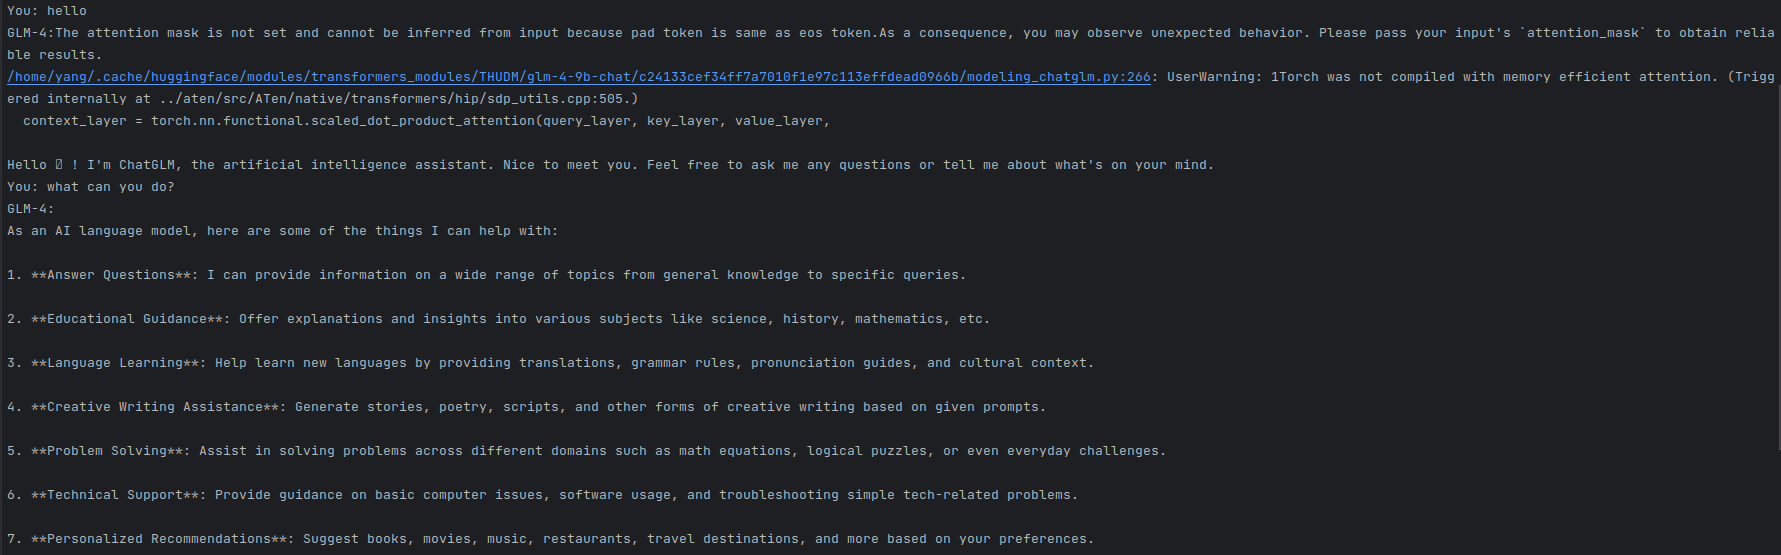 You: hello
GLM-4:The attention mask is not set and cannot be inferred from input because pad token is same as eos token.As a consequence, you may observe unexpected behavior. Please pass your input's `attention_mask` to obtain relia
ble results.
/home/yang/.cache/huggingface/modules/transformers_modules/THUDM/glm-4-9b-chat/c24133cef34ff7a7010f1e97c113effdead0966b/modeling_chatglm.py:266: UserWarning: 1Torch was not compiled with memory efficient attention. (Trigg
ered internally at ../aten/src/ATen/native/transformers/hip/sdp_utils.cpp:505.)
  context_layer = torch.nn.functional.scaled_dot_product_attention(query_layer, key_layer, value_layer,
Hello ! I'm ChatGLM, the artificial intelligence assistant. Nice to meet you. Feel free to ask me any questions or tell me about what's on your mind.
You: what can you do?
GLM-4:
As an AI language model, here are some of the things I can help with:
1. **Answer Questions**: I can provide information on a wide range of topics from general knowledge to specific queries.
2. **Educational Guidance**: Offer explanations and insights into various subjects like science, history, mathematics, etc.
3. **Language Learning**: Help learn new languages by providing translations, grammar rules, pronunciation guides, and cultural context.
4. **Creative Writing Assistance**: Generate stories, poetry, scripts, and other forms of creative writing based on given prompts.
5. **Problem Solving**: Assist in solving problems across different domains such as math equations, logical puzzles, or even everyday challenges.
6. **Technical Support**: Provide guidance on basic computer issues, software usage, and troubleshooting simple tech-related problems.
7. **Personalized Recommendations**: Suggest books, movies, music, restaurants, travel destinations, and more based on your preferences.